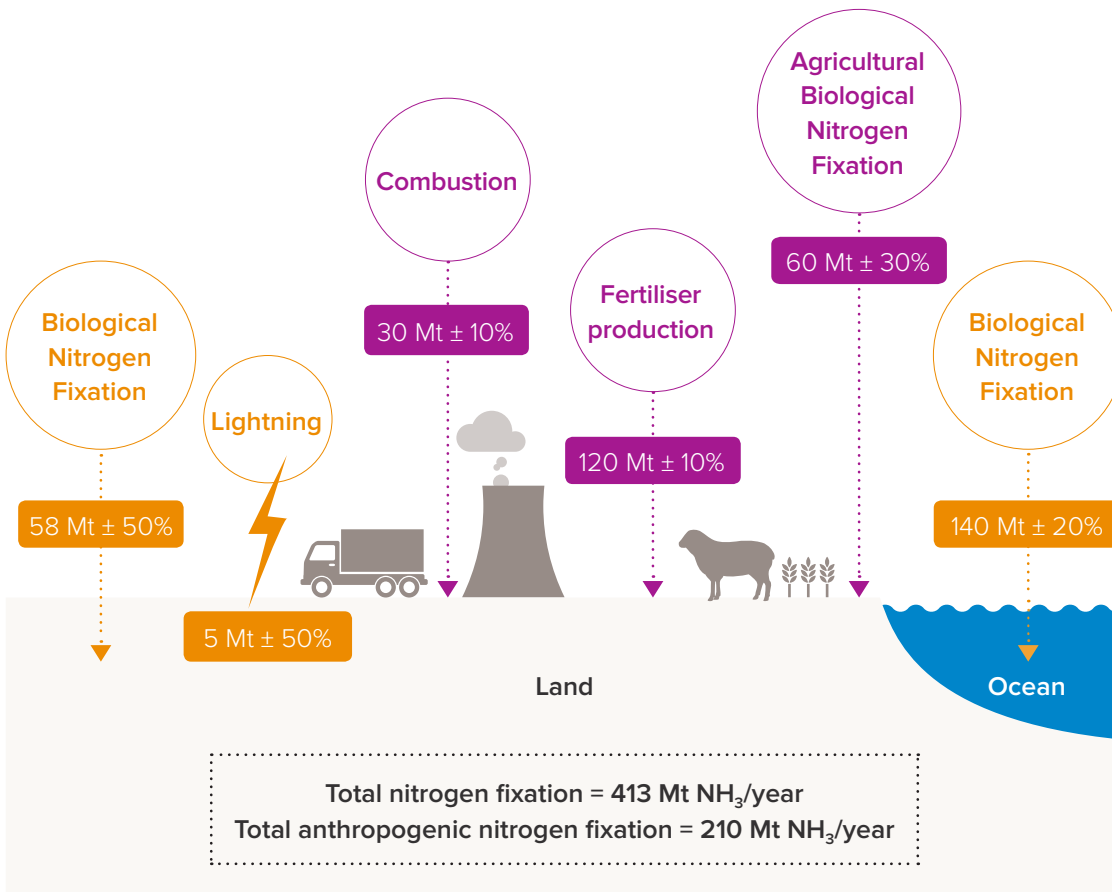 Biological
Nitrogen
Fixation
58 Mt ± 50%
Lightning
5 Mt ± 50%
Combustion
30 Mt ± 10%
Fertiliser
production
120 Mt ± 10%
Agricultural
Biological
Nitrogen
Fixation
60 Mt ± 30%
Biological
Nitrogen
Fixation
140 Mt ± 20%
Land
Ocean
Total nitrogen fixation = 413 Mt NH₃/year
Total anthropogenic nitrogen fixation = 210 Mt NH₃/year